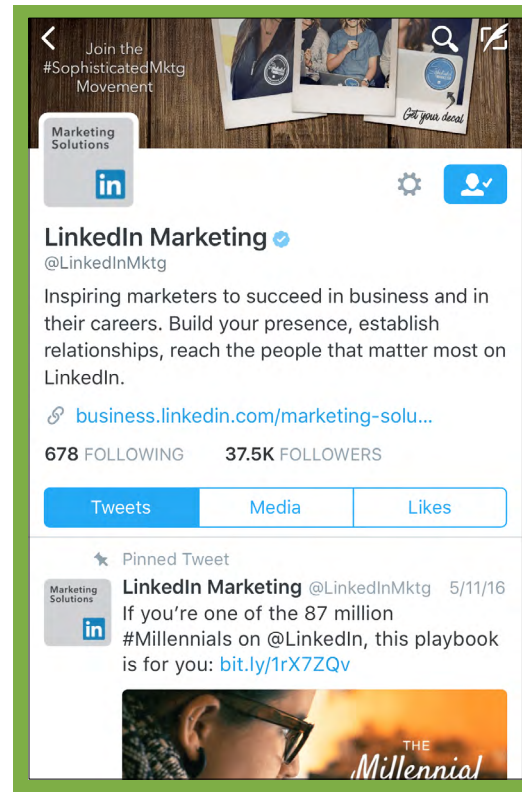 Join the
#SophisticatedMktg
Movement
Get your decal
Marketing
Solutions
in
LinkedIn Marketing
@LinkedInMktg
Inspiring marketers to succeed in business and in
their careers. Build your presence, establish
relationships, reach the people that matter most on
LinkedIn.
business.linkedin.com/marketing-solu...
678 FOLLOWING 37.5K FOLLOWERS
Tweets Media Likes
Pinned Tweet
Marketing
Solutions
in
LinkedIn Marketing @LinkedInMktg 5/11/16
If you're one of the 87 million
#Millennials on @LinkedIn, this playbook
is for you: bit.ly/1rX7ZQv
THE
Millennial